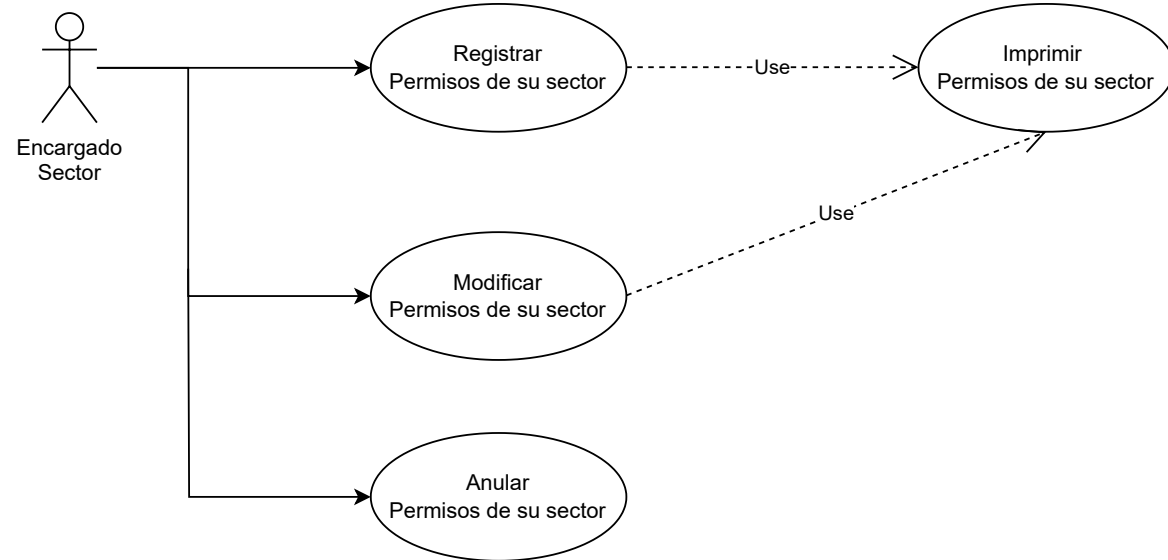 Registrar
Permisos de su sector
Use
Imprimir
Permisos de su sector
Encargado
Sector
Use
Modificar
Permisos de su sector
Anular
Permisos de su sector